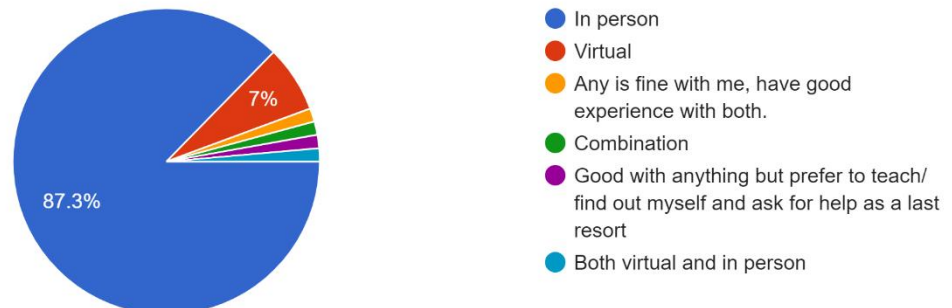 87.3%
7%
In person
Virtual
Any is fine with me, have good
experience with both.
Combination
Good with anything but prefer to teach/
find out myself and ask for help as a last
resort
Both virtual and in person